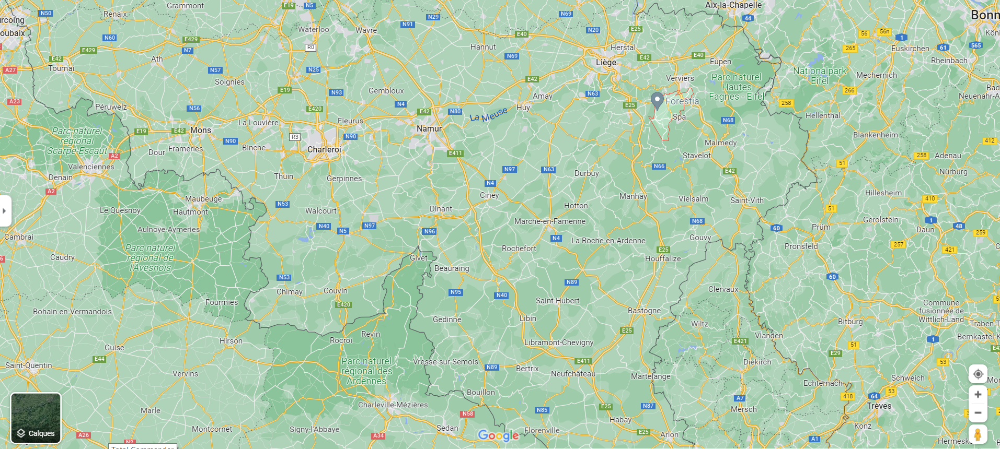 Grammont
E19
N5
N50
Renaix
N29
N69
Aix-la-Chapelle
44
Bonn
urcoing
N91
Waterloo
Wavre
E40
N20
E25
56
56n
1
oubaix
N60
E429
R0
Hannut
Herstal
265
Euskirchen
61
565
E429
N7
N69
E42
E40
Rheinbach
E42
Ath
Liège
Eupen
Tournai
A27
N57
N25
Nationalpark
Eifel
Mechernich
Soignies
E42
Verviers
Parc naturel
Hautes
Fagnes - Eifel
E19
N93
Gembloux
N63
Amay
266
Bad
Neuenahr-A
A23
N4
Forestia
258
Péruwelz
N56
E420
E42
N80
La Meuse
Huy
E25
Spa
Hellenthal
La Louvière
Fleurus
N68
Parc naturel
régional
Scarpe-Escaut
E19
E42
Mons
Namur
Blankenheim
R3
N90
N90
412
Malmedy
Dour
Frameries
Binche
Charleroi
E411
Stavelot
258
Adenau
A2
Valenciennes
N66
51
Nürburg
Denain
Thuin
Gerpinnes
N97
N63
Durbuy
E42
N4
A2
Ciney
Manhay
Vielsalm
Saint-Vith
Hillesheim
Maubeuge
N53
410
Le Quesnoy
Hautmont
Walcourt
Dinant
Hotton
51
Gerolstein
1
Aulnoye-Aymeries
N40
N5
N97
N96
Marche-en-Famenne
N68
60
Prüm
48
Daun
259
Cambrai
N4
La Roche-en-Ardenne
Gouvy
257
Pronsfeld
Parc naturel
régional de
l'Avesnois
Caudry
Rochefort
E25
421
Givet
Houffalize
Beauraing
N53
N89
60
Chimay
Couvin
N95
N40
Clervaux
Fourmies
E420
Saint-Hubert
Commune
fusionnée de
Wittlich-Land
Bohain-en-Vermandois
Bastogne
Gedinne
Libin
Wiltz
Bitburg
Traben-T
Revin
E25
Vianden
Hirson
Rocroi
Libramont-Chevigny
E421
1
Bernkastel-K
Guise
51
E44
Parc naturel
régional des
Ardennes
Vresse-sur-Semois
E411
E29
Saint-Quentin
N89
Bertrix
Diekirch
53
Vervins
Neufchâteau
Martelange
Schweich
Echternach
Bouillon
53
418
64
A7
Charleville-Mézières
E25
N87
Trèves
Marle
N85
Mersch
N58
Habay
Montcornet
Signy-l'Abbaye
Sedan
Google
Florenville
Konz
Calques
A26
A34
E25
Arlon
A1
N2
Total Commander